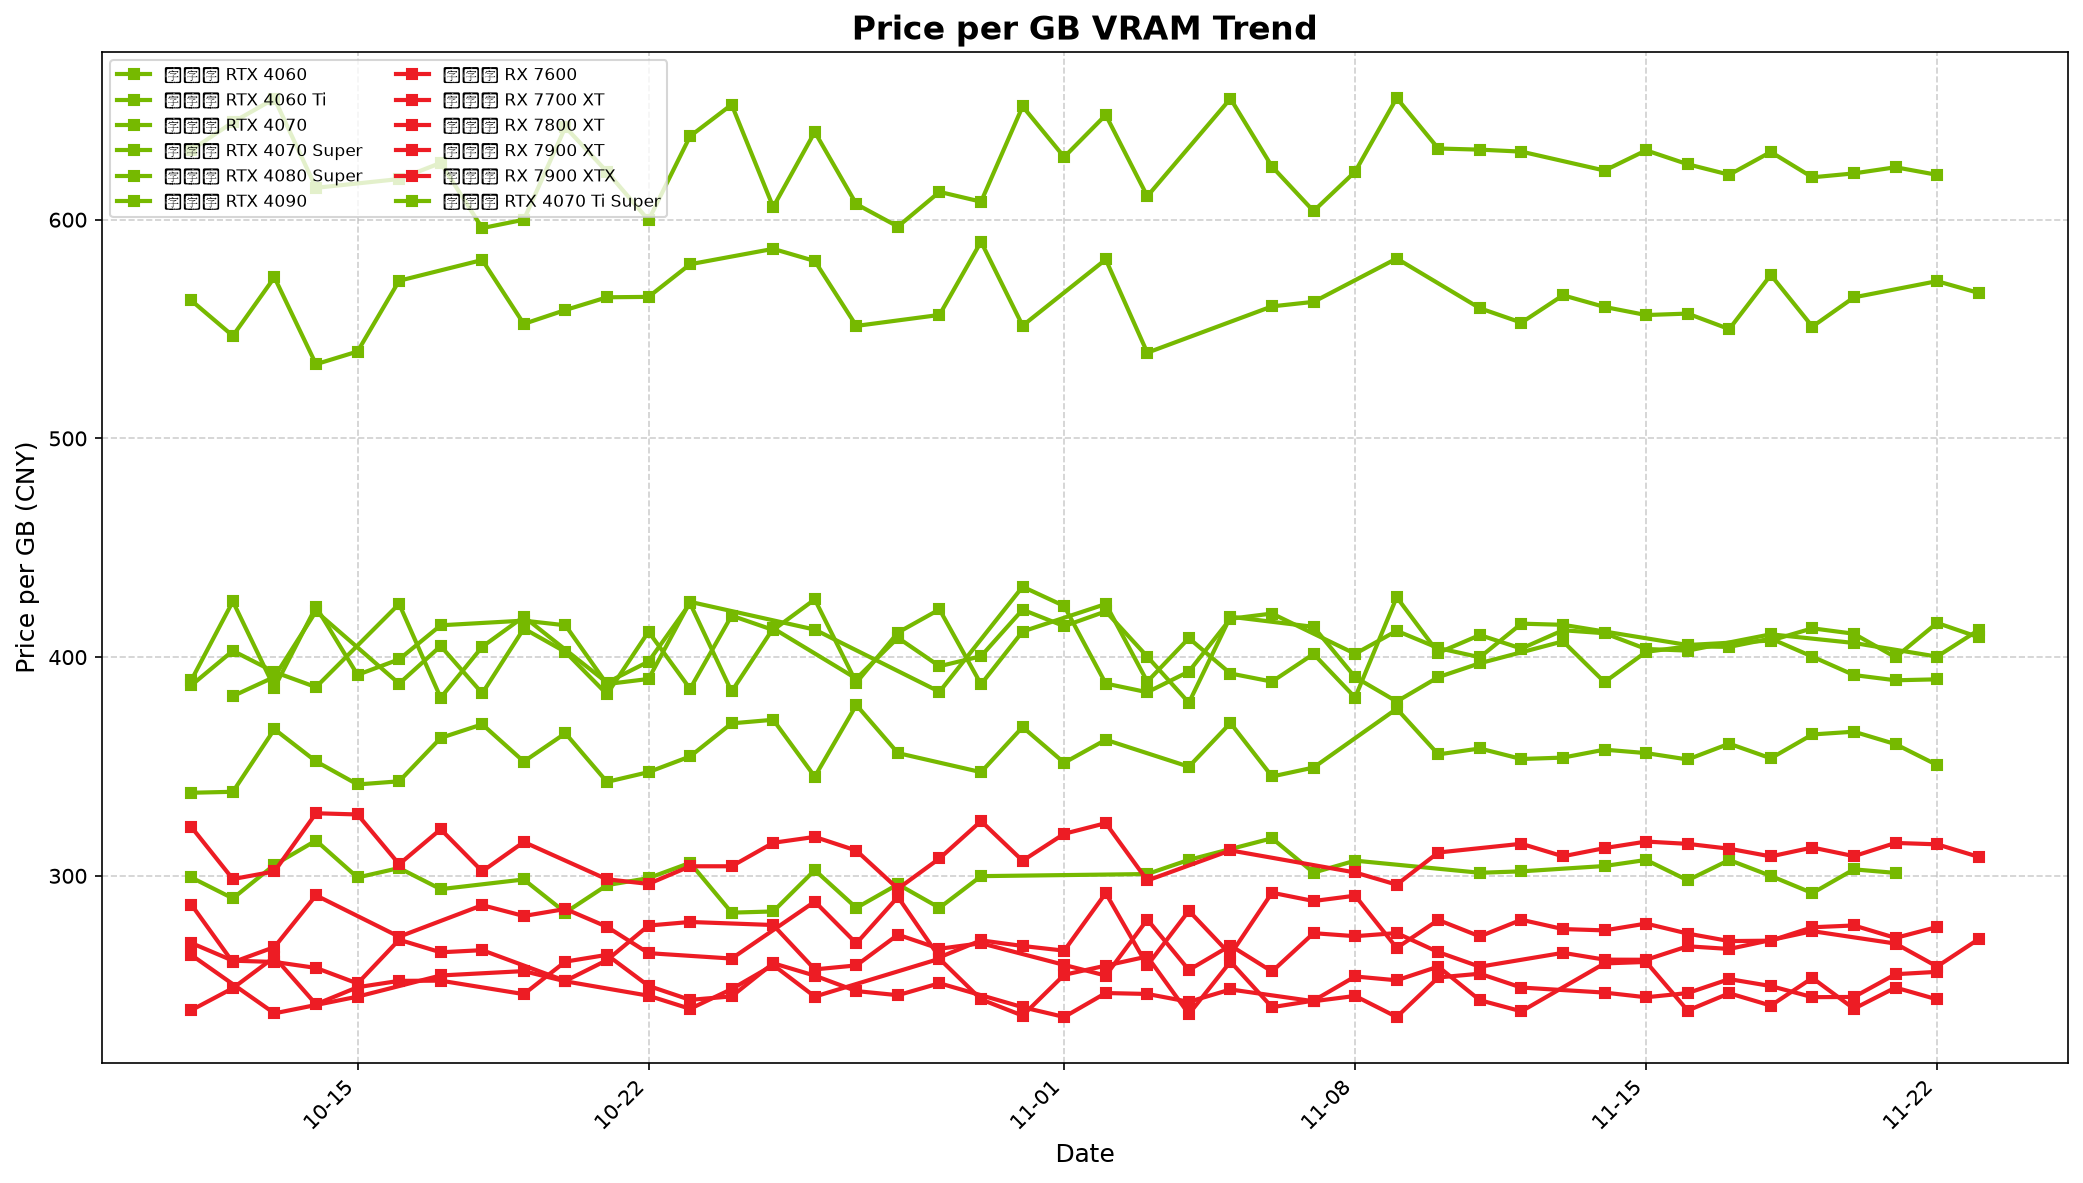 Price per GB VRAM Trend
RTX 4060
RTX 4060 Ti
RTX 4070
RTX 4070 Super
RTX 4080 Super
RTX 4090
RX 7600
RX 7700 XT
RX 7800 XT
RX 7900 XT
RX 7900 XTX
RTX 4070 Ti Super
Price per GB (CNY)
600
500
400
300
10-15
10-22
11-01
11-08
11-15
11-22
Date